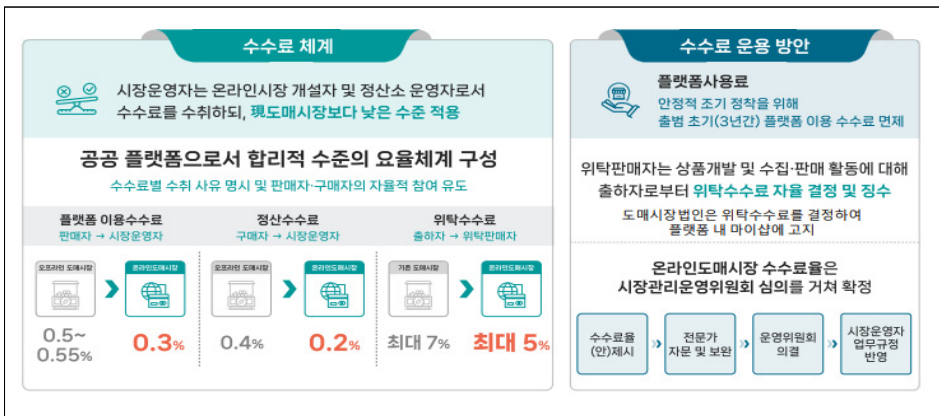 수수료 체계
시장운영자는 온라인시장 개설자 및 정산소 운영자로서
수수료를 수취하되, 現도매시장보다 낮은 수준 적용
공공 플랫폼으로서 합리적 수준의 요율체계 구성
수수료별 수취 사유 명시 및 판매자·구매자의 자율적 참여 유도
플랫폼 이용수수료
판매자 → 시장운영자
오프라인 도매시장
온라인도매시장
0.5~
0.55%
0.3%
정산수수료
구매자 → 시장운영자
오프라인 도매시장
온라인도매시장
0.4%
0.2%
위탁수수료
출하자 → 위탁판매자
기존 도매시장
온라인도매시장
최대 7%
최대 5%
수수료 운용 방안
플랫폼사용료
안정적 조기 정착을 위해
출범 초기(3년간) 플랫폼 이용 수수료 면제
위탁판매자는 상품개발 및 수집·판매 활동에 대해
출하자로부터 위탁수수료 자율 결정 및 징수
도매시장법인은 위탁수수료를 결정하여
플랫폼 내 마이샵에 고지
온라인도매시장 수수료율은
시장관리운영위원회 심의를 거쳐 확정
수수료율
(안)제시
전문가
자문 및 보완
운영위원회
의결
시장운영자
업무규정
반영